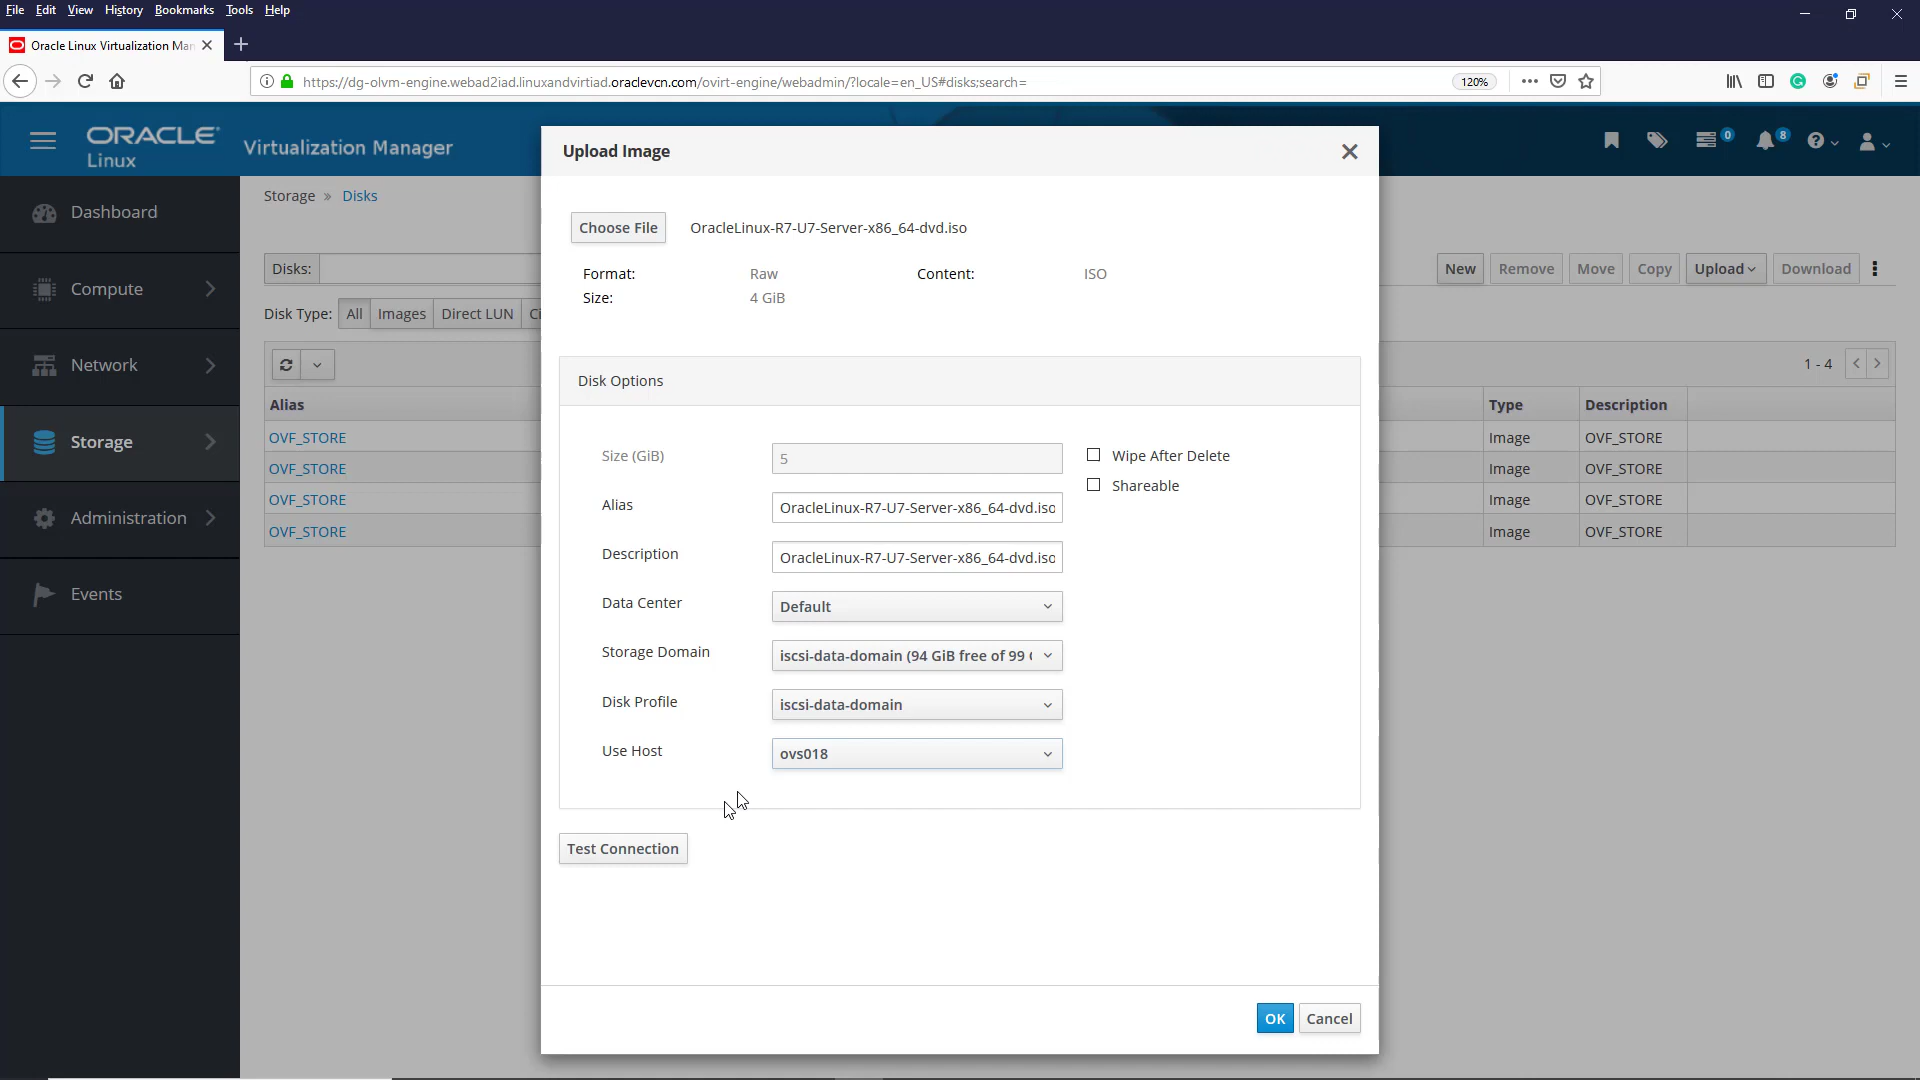 File Edit View History Bookmarks Tools Help
Oracle Linux Virtualization Man
https://dg-olvm-engine.webad2iad.linuxandvirtiad.oraclevcn.com/ovirt-engine/webadmin/?locale=en_US#disks;search=
120%
ORACLE
Linux
Virtualization Manager
0
8
Dashboard
Compute
Network
Storage
Administration
Events
Storage » Disks
Disks:
New Remove Move Copy Upload Download
Disk Type: All Images Direct LUN
1 - 4
Alias Type Description
OVF_STORE Image OVF_STORE
OVF_STORE Image OVF_STORE
OVF_STORE Image OVF_STORE
OVF_STORE Image OVF_STORE
Upload Image
Choose File OracleLinux-R7-U7-Server-x86_64-dvd.iso
Format: Raw Content: ISO
Size: 4 GiB
Disk Options
Size (GiB) 5 Wipe After Delete
Shareable
Alias OracleLinux-R7-U7-Server-x86_64-dvd.iso
Description OracleLinux-R7-U7-Server-x86_64-dvd.iso
Data Center Default
Storage Domain iscsi-data-domain (94 GiB free of 99
Disk Profile iscsi-data-domain
Use Host ovs018
Test Connection
OK Cancel